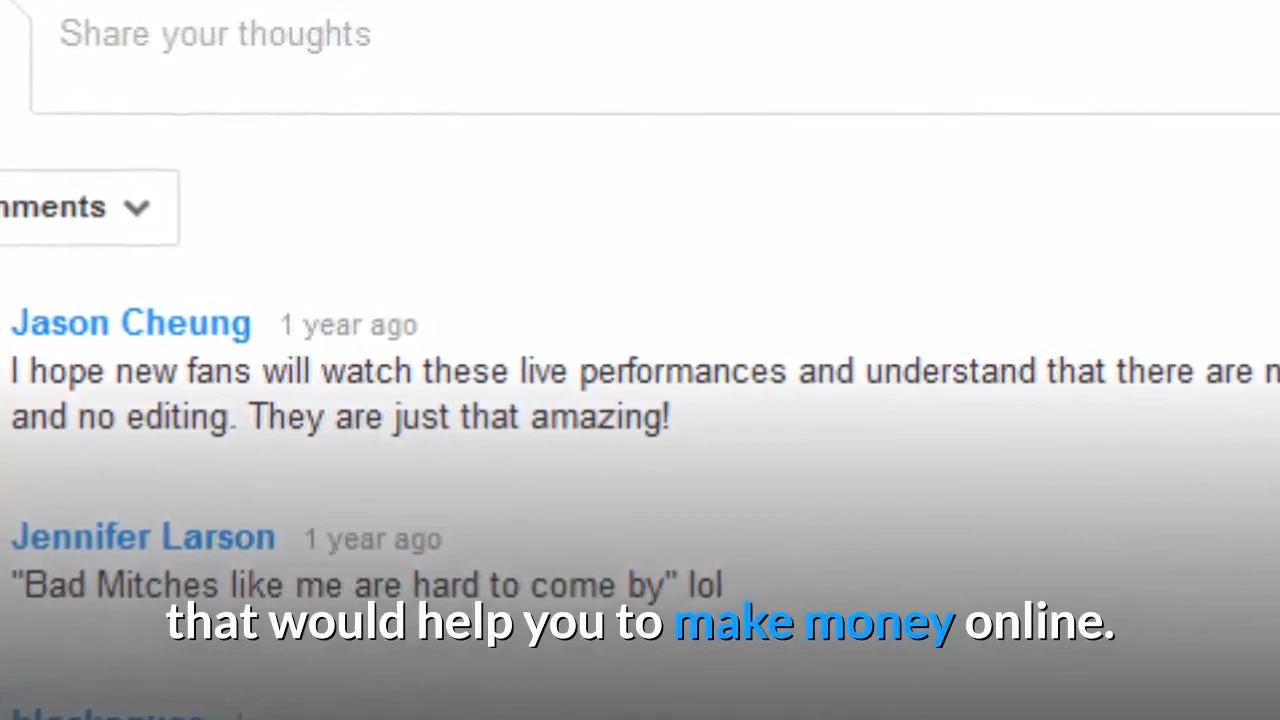 Share your thoughts
Jason Cheung 1 year ago
I hope new fans will watch these live performances and understand that there are
and no editing. They are just that amazing!
Jennifer Larson 1 year ago
"Bad Mitches like me are hard to come by" lol
that would help you to make money online.